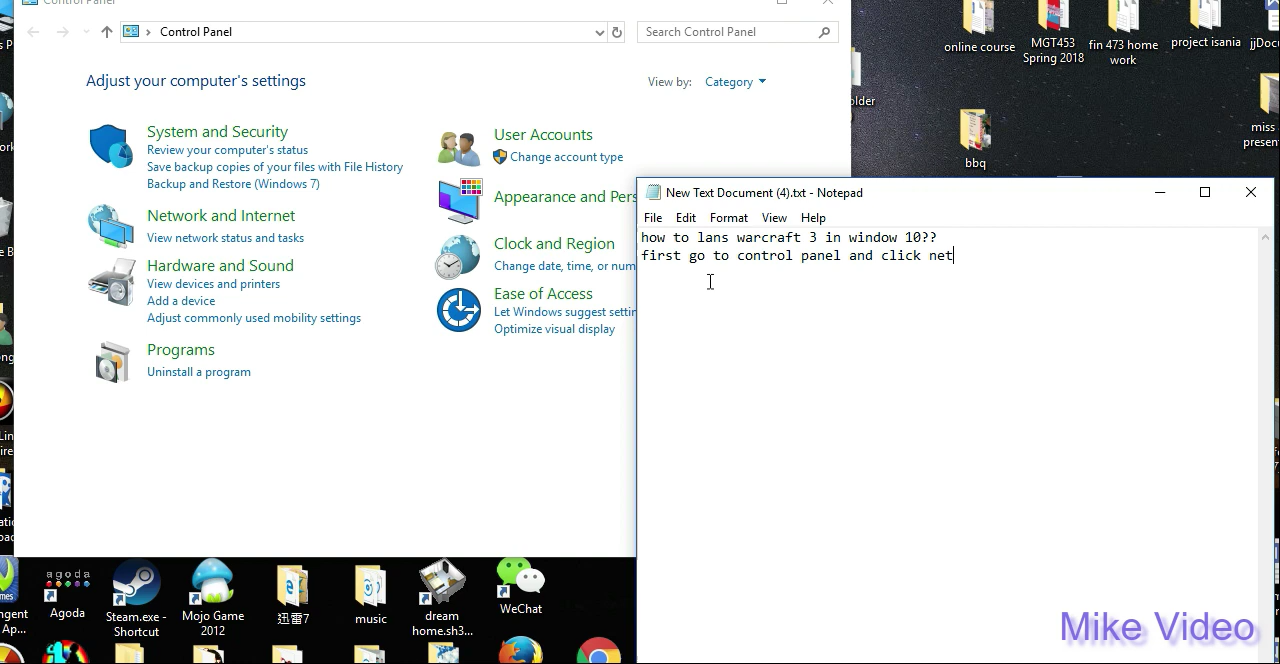 Control Panel
Control Panel
Search Control Panel
Adjust your computer's settings
View by:
Category
System and Security
Review your computer's status
Save backup copies of your files with File History
Backup and Restore (Windows 7)
Network and Internet
View network status and tasks
Hardware and Sound
View devices and printers
Add a device
Adjust commonly used mobility settings
Programs
Uninstall a program
User Accounts
Change account type
Appearance and Pers
Clock and Region
Change date, time, or num
Ease of Access
Let Windows suggest settin
Optimize visual display
New Text Document (4).txt - Notepad
File Edit Format View Help
how to lans warcraft 3 in window 10??
first go to control panel and click net
online course
MGT453
Spring 2018
fin 473 home
work
project isania
jjDocu
older
miss
presen
bbq
agoda
Agoda
Steam.exe -
Shortcut
Mojo Game
2012
迅雷7
music
dream
home.sh3...
WeChat
ngent
Ap...
Mike Video